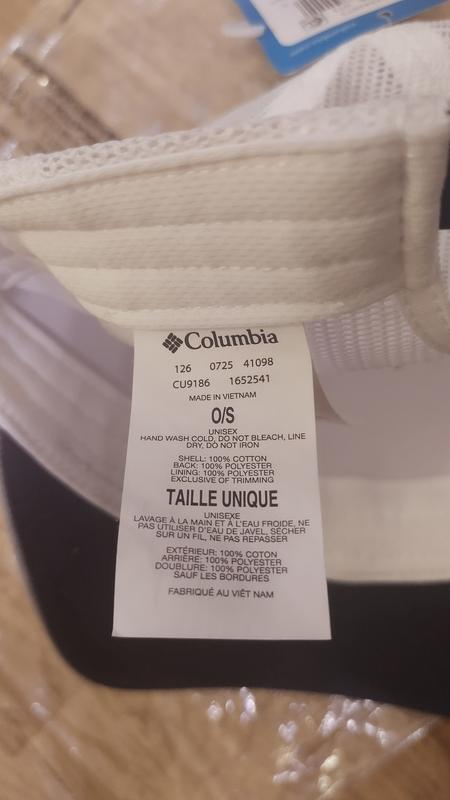 Columbia
126 0725 41098
CU9186 1652541
MADE IN VIETNAM
O/S
UNISEX
HAND WASH COLD, DO NOT BLEACH, LINE
DRY, DO NOT IRON
SHELL: 100% COTTON
BACK: 100% POLYESTER
LINING: 100% POLYESTER
EXCLUSIVE OF TRIMMING
TAILLE UNIQUE
UNISEXE
LAVAGE À LA MAIN ET À L'EAU FROIDE, NE
PAS UTILISER D'EAU DE JAVEL, SÉCHER
SUR UN FIL, NE PAS REPASSER
EXTÉRIEUR: 100% COTON
ARRIÈRE: 100% POLYESTER
DOUBLURE: 100% POLYESTER
SAUF LES BORDURES
FABRIQUÉ AU VIÊT NAM